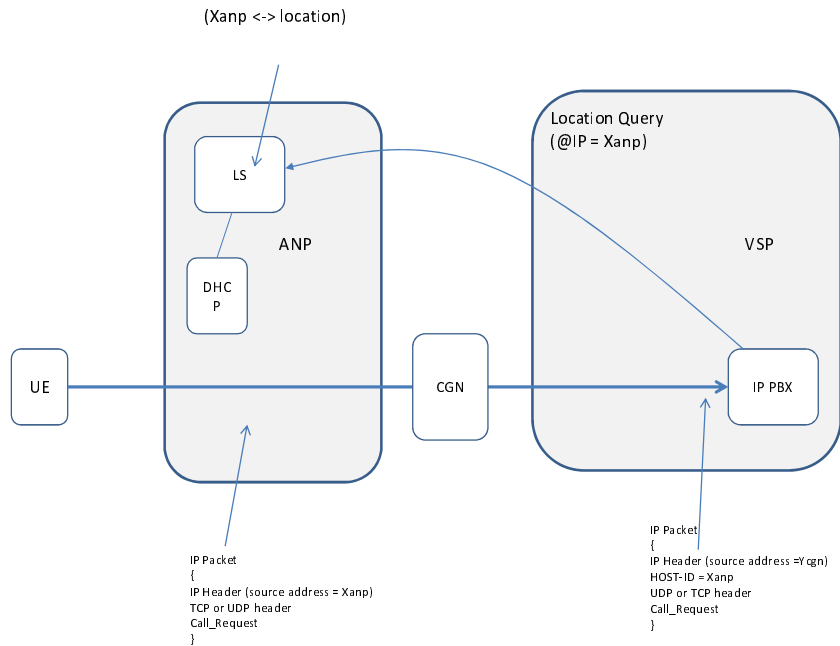 (Xanp <-> location)
Location Query
(@IP = Xanp)
LS
ANP
VSP
DHC
P
UE
CGN
IP PBX
IP Packet
{
IP Header (source address = Xanp)
TCP or UDP header
Call_Request
}
IP Packet
{
IP Header (source address =Ycgn)
HOST-ID = Xanp
UDP or TCP header
Call_Request
}